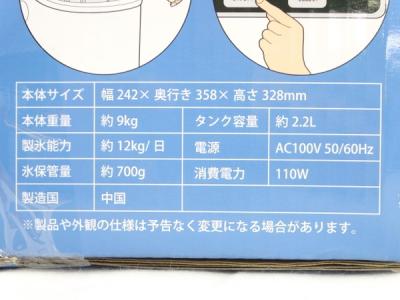 本体サイズ 幅 242× 奥行き 358× 高さ 328mm
本体重量 約 9kg タンク容量 約 2.2L
製氷能力 約 12kg/ 日 電源 AC100V 50/60Hz
氷保管量 約 700g 消費電力 110W
製造国 中国
※製品や外観の仕様は予告なく変更になる場合があります。